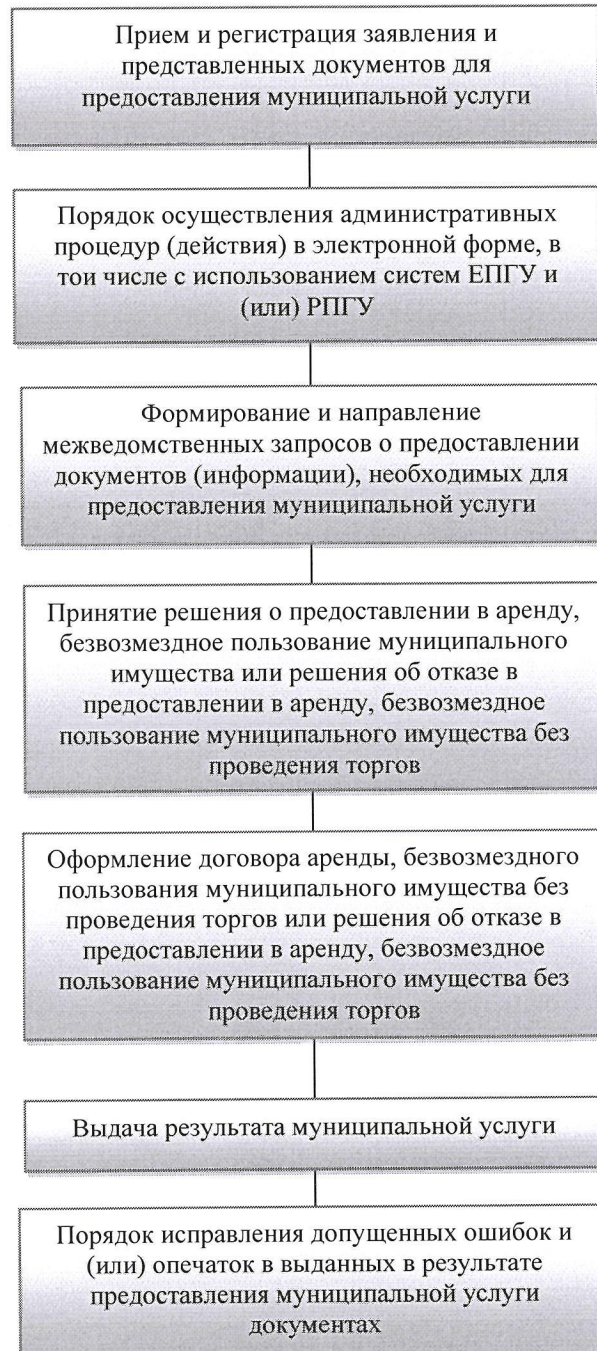 Прием и регистрация заявления и
представленных документов для
предоставления муниципальной услуги
Порядок осуществления административных
процедур (действия) в электронной форме, в
тои числе с использованием систем ЕПГУ и
(или) РПГУ
Формирование и направление
межведомственных запросов о предоставлении
документов (информации), необходимых для
предоставления муниципальной услуги
Принятие решения о предоставлении в аренду,
безвозмездное пользование муниципального
имущества или решения об отказе в
предоставлении в аренду, безвозмездное
пользование муниципального имущества без
проведения торгов
Оформление договора аренды, безвозмездного
пользования муниципального имущества без
проведения торгов или решения об отказе в
предоставлении в аренду, безвозмездное
пользование муниципального имущества без
проведения торгов
Выдача результата муниципальной услуги
Порядок исправления допущенных ошибок и
(или) опечаток в выданных в результате
предоставления муниципальной услуги
документах